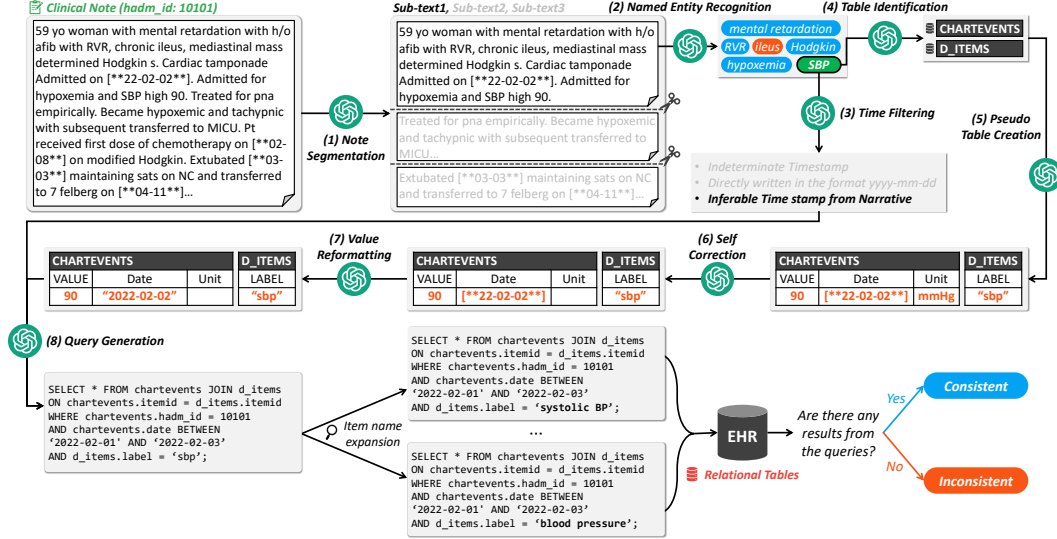 Clinical Note (hadm_id: 10101)
59 yo woman with mental retardation with h/o
afib with RVR, chronic ileus, mediastinal mass
determined Hodgkin s. Cardiac tamponade
Admitted on [**22-02-02**]. Admitted for
hypoxemia and SBP high 90. Treated for pna
empirically. Became hypoxemic and tachypnic
with subsequent transferred to MICU. Pt
received first dose of chemotherapy on [**02-
08**] on modified Hodgkin. Extubated [**03-
03**] maintaining sats on NC and transferred
to 7 felberg on [**04-11**]...
(1) Note
Segmentation
Sub-text1, Sub-text2, Sub-text3
59 yo woman with mental retardation with h/o
afib with RVR, chronic ileus, mediastinal mass
determined Hodgkin s. Cardiac tamponade
Admitted on [**22-02-02**]. Admitted for
hypoxemia and SBP high 90.
Treated for pna empirically. Became hypoxemic
and tachypnic with subsequent transferred to
MICU...
Extubated [**03-03**] maintaining sats on NC
and transferred to 7 felberg on [**04-11**]...
(2) Named Entity Recognition
mental retardation
RVR ileus Hodgkin
hypoxemia SBP
(3) Time Filtering
• Indeterminate Timestamp
• Directly written in the format yyyy-mm-dd
• Inferable Time stamp from Narrative
(4) Table Identification
CHARTEVENTS
D_ITEMS
(5) Pseudo
Table Creation
CHARTEVENTS D_ITEMS
VALUE Date Unit LABEL
90 [**22-02-02**] mmHg "sbp"
(6) Self
Correction
CHARTEVENTS D_ITEMS
VALUE Date Unit LABEL
90 [**22-02-02**] "sbp"
(7) Value
Reformatting
CHARTEVENTS D_ITEMS
VALUE Date Unit LABEL
90 "2022-02-02" "sbp"
(8) Query Generation
SELECT * FROM chartevents JOIN d_items
ON chartevents.itemid = d_items.itemid
WHERE chartevents.hadm_id = 10101
AND chartevents.date BETWEEN
‘2022-02-01' AND ‘2022-02-03’
AND d_items.label = ‘sbp’;
Item name
expansion
SELECT * FROM chartevents JOIN d_items
ON chartevents.itemid = d_items.itemid
WHERE chartevents.hadm_id = 10101
AND chartevents.date BETWEEN
‘2022-02-01' AND ‘2022-02-03’
AND d_items.label = ‘systolic BP’;
...
SELECT * FROM chartevents JOIN d_items
ON chartevents.itemid = d_items.itemid
WHERE chartevents.hadm_id = 10101
AND chartevents.date BETWEEN
‘2022-02-01' AND ‘2022-02-03’
AND d_items.label = ‘blood pressure’;
EHR
Relational Tables
Are there any
results from
the queries?
Yes
Consistent
No
Inconsistent